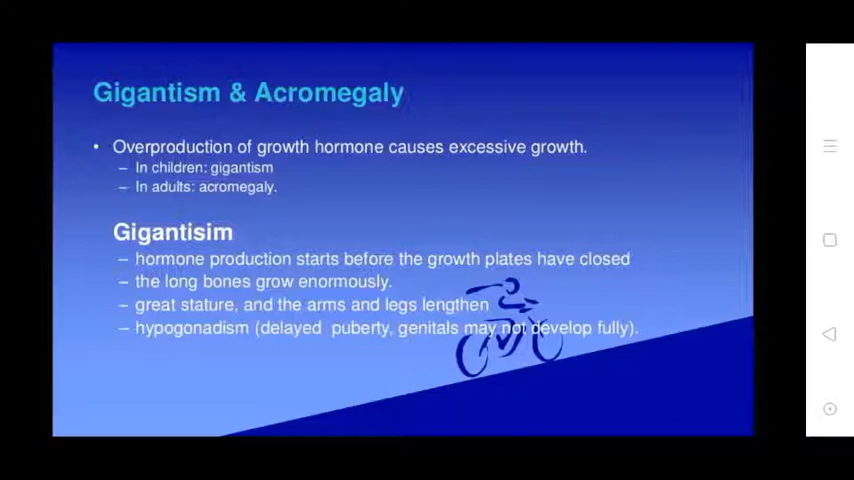 Gigantism & Acromegaly
• Overproduction of growth hormone causes excessive growth.
– In children: gigantism
– In adults: acromegaly.
Gigantisim
– hormone production starts before the growth plates have closed
– the long bones grow enormously.
– great stature, and the arms and legs lengthen
– hypogonadism (delayed puberty, genitals may not develop fully).